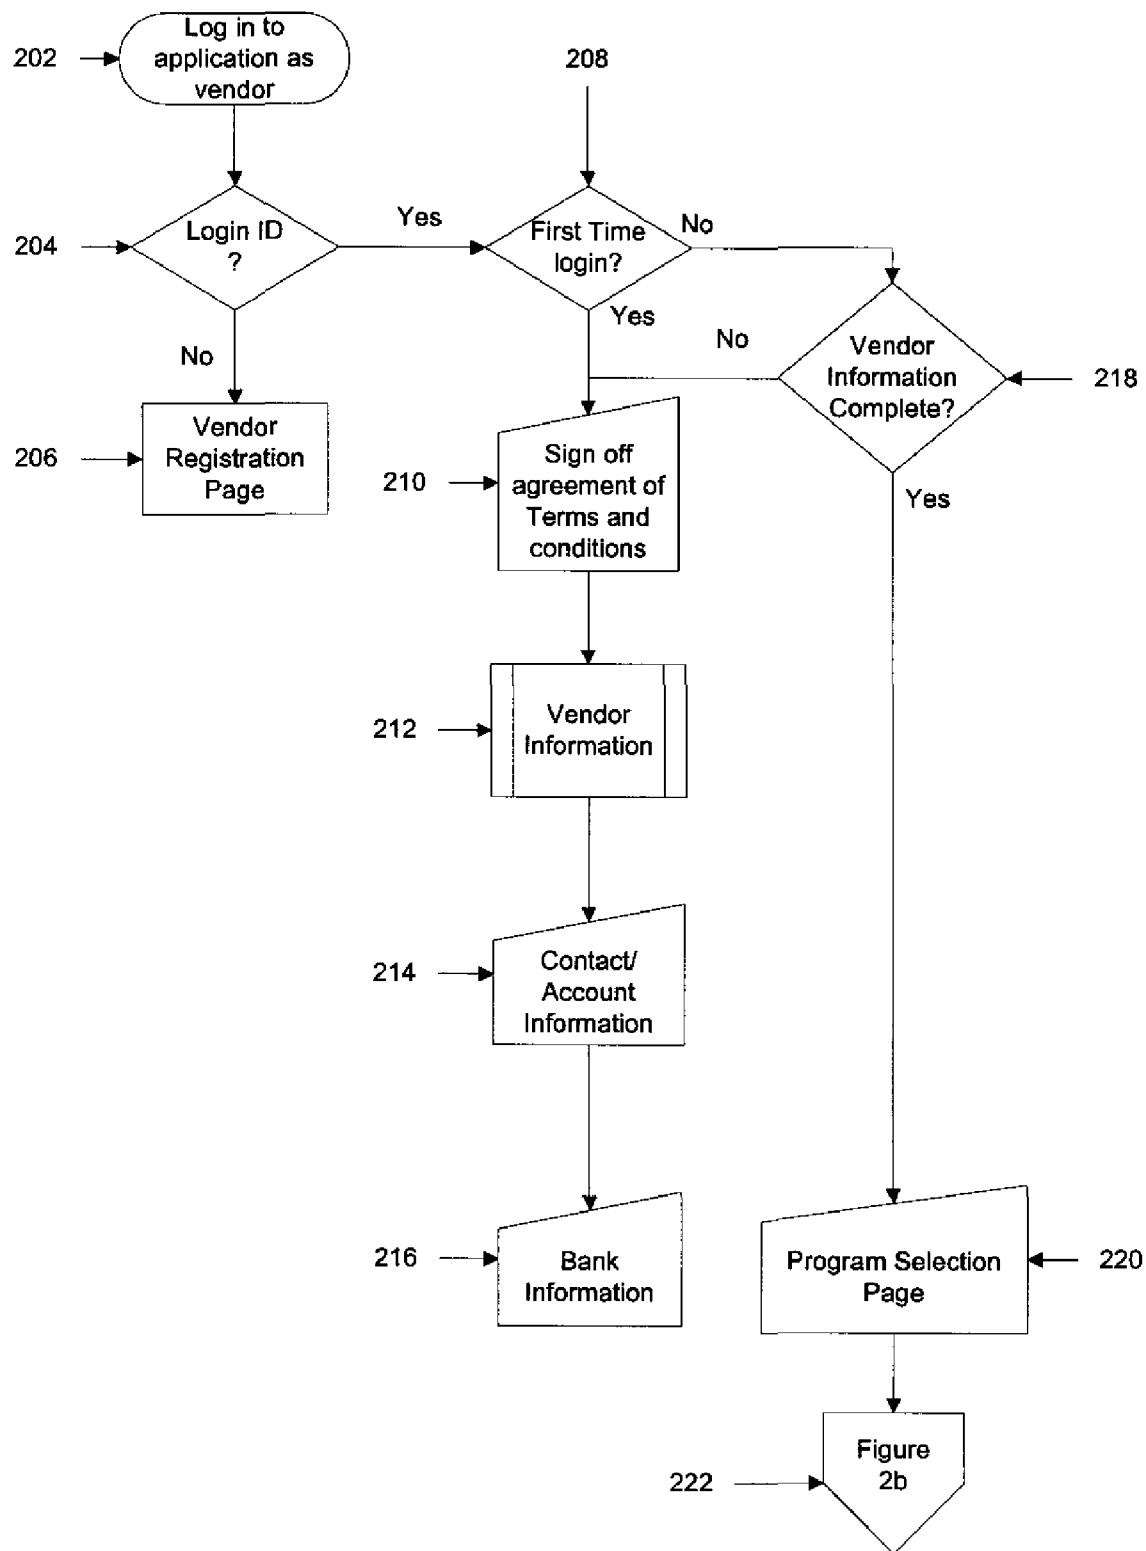 Log in to
application as
vendor
202
208
Login ID
?
204
Yes
First Time
login?
No
Yes
No
No
Vendor
Information
Complete?
218
Vendor
Registration
Page
206
Sign off
agreement of
Terms and
conditions
210
Yes
Vendor
Information
212
Contact/
Account
Information
214
Bank
Information
216
Program Selection
Page
220
Figure
2b
222